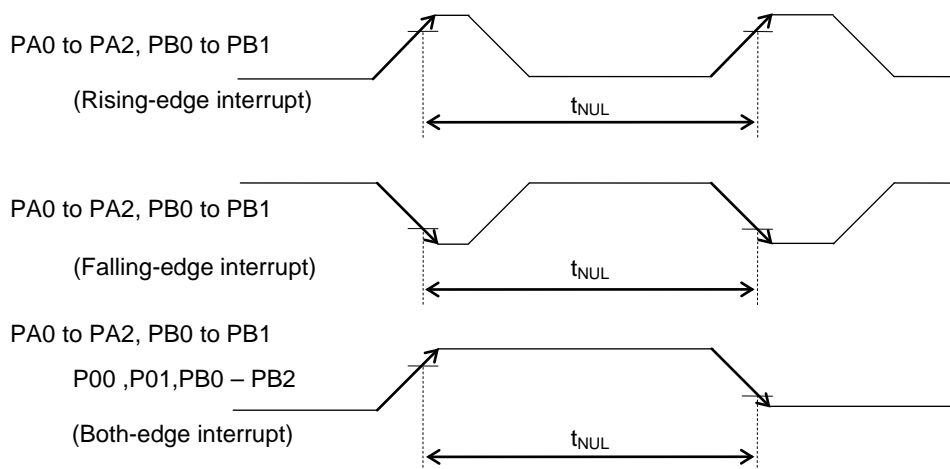 PA0 to PA2, PB0 to PB1
(Rising-edge interrupt)
tNUL
PA0 to PA2, PB0 to PB1
(Falling-edge interrupt)
tNUL
PA0 to PA2, PB0 to PB1
P00 ,P01,PB0 – PB2
(Both-edge interrupt)
tNUL